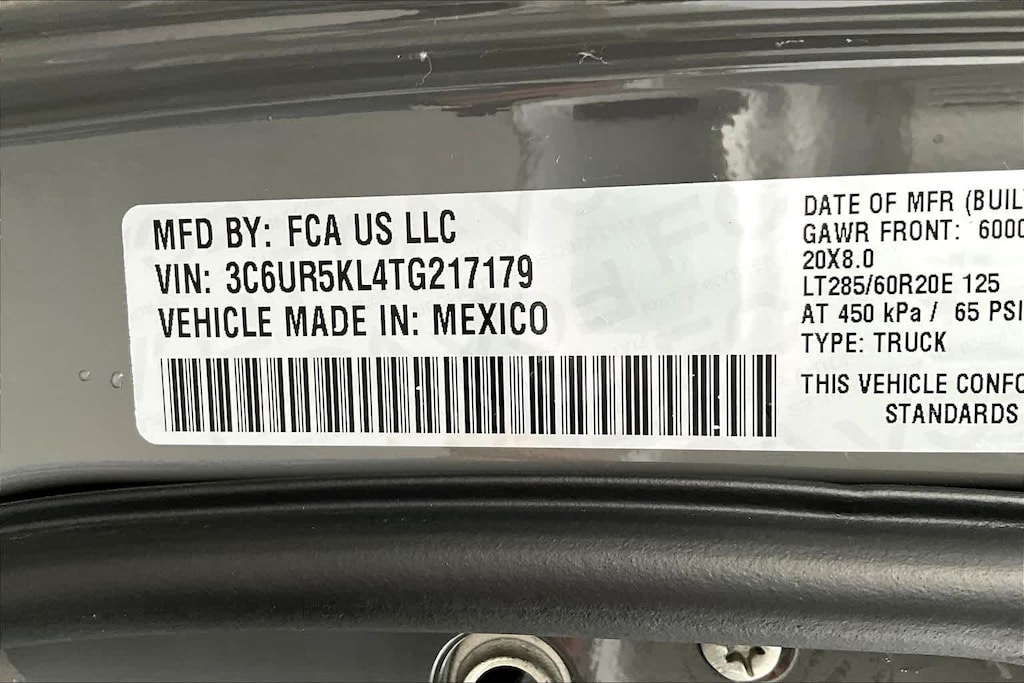 MFD BY: FCA US LLC
VIN: 3C6UR5KL4TG217179
VEHICLE MADE IN: MEXICO
DATE OF MFR (BUIL
GAWR FRONT: 6000
20X8.0
LT285/60R20E 125
AT 450 kPa / 65 PSI
TYPE: TRUCK
THIS VEHICLE CONFO
STANDARDS